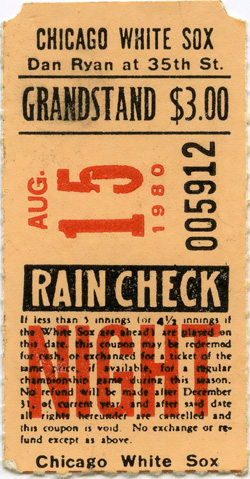 CHICAGO WHITE SOX
Dan Ryan at 35th St.
GRANDSTAND $3.00
AUG. 15 1980
005912
RAIN CHECK
NIGHT
If less than 5 innings (or 4½ innings if
the White Sox are ahead) are played on
this date, this coupon may be redeemed
for cash, or exchanged for a ticket of the
same price, if available, to a regular
championship game during this season.
No refund will be made after December
31, of current year, and after said date
all rights hereunder are cancelled and
this coupon is void. No exchange or re-
fund except as above.
Chicago White Sox